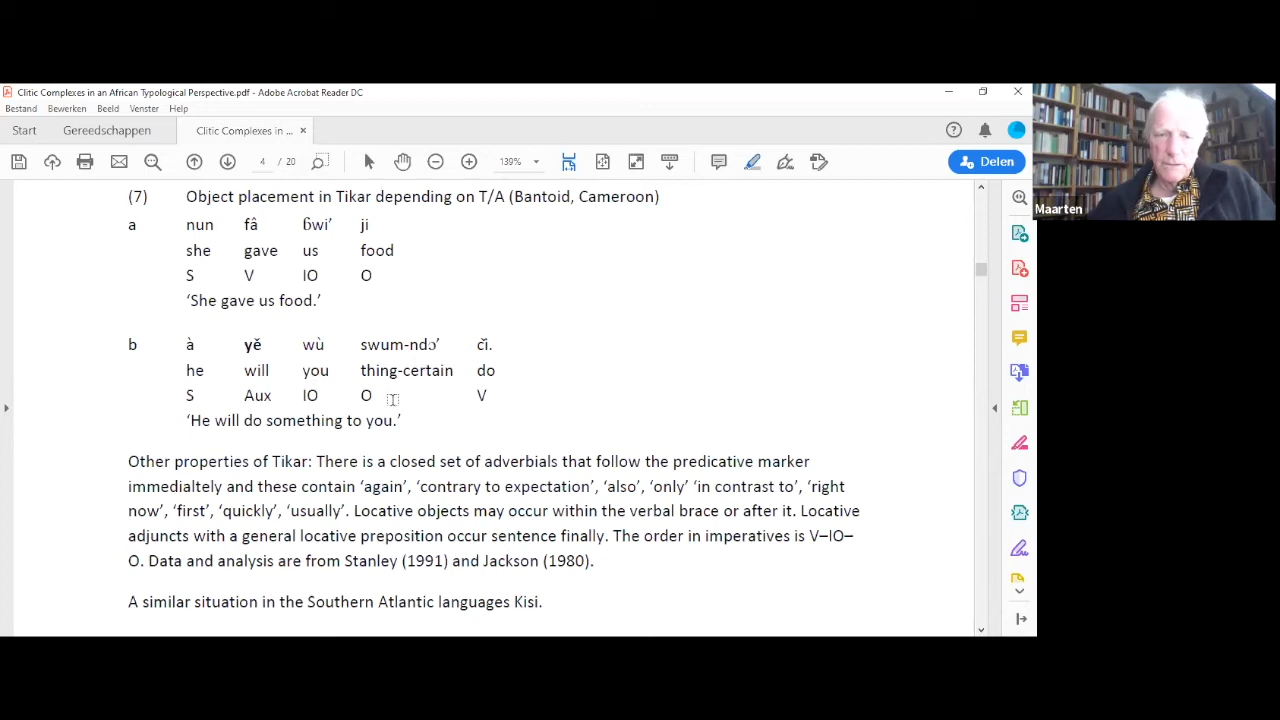 Clitic Complexes in an African Typological Perspective.pdf - Adobe Acrobat Reader DC
Bestand Bewerken Beeld Venster Help
Start Gereedschappen Clitic Complexes in ... ×
4 / 20 139% Delen
Maarten
(7) Object placement in Tikar depending on T/A (Bantoid, Cameroon)
a nun fâ ɓwi’ ji
she gave us food
S V IO O
‘She gave us food.’
b à yě wù swum-ndɔ’ čǐ.
he will you thing-certain do
S Aux IO O V
‘He will do something to you.’
Other properties of Tikar: There is a closed set of adverbials that follow the predicative marker
immedialtely and these contain ‘again’, ‘contrary to expectation’, ‘also’, ‘only’ ‘in contrast to’, ‘right
now’, ‘first’, ‘quickly’, ‘usually’. Locative objects may occur within the verbal brace or after it. Locative
adjuncts with a general locative preposition occur sentence finally. The order in imperatives is V–IO–
O. Data and analysis are from Stanley (1991) and Jackson (1980).
A similar situation in the Southern Atlantic languages Kisi.